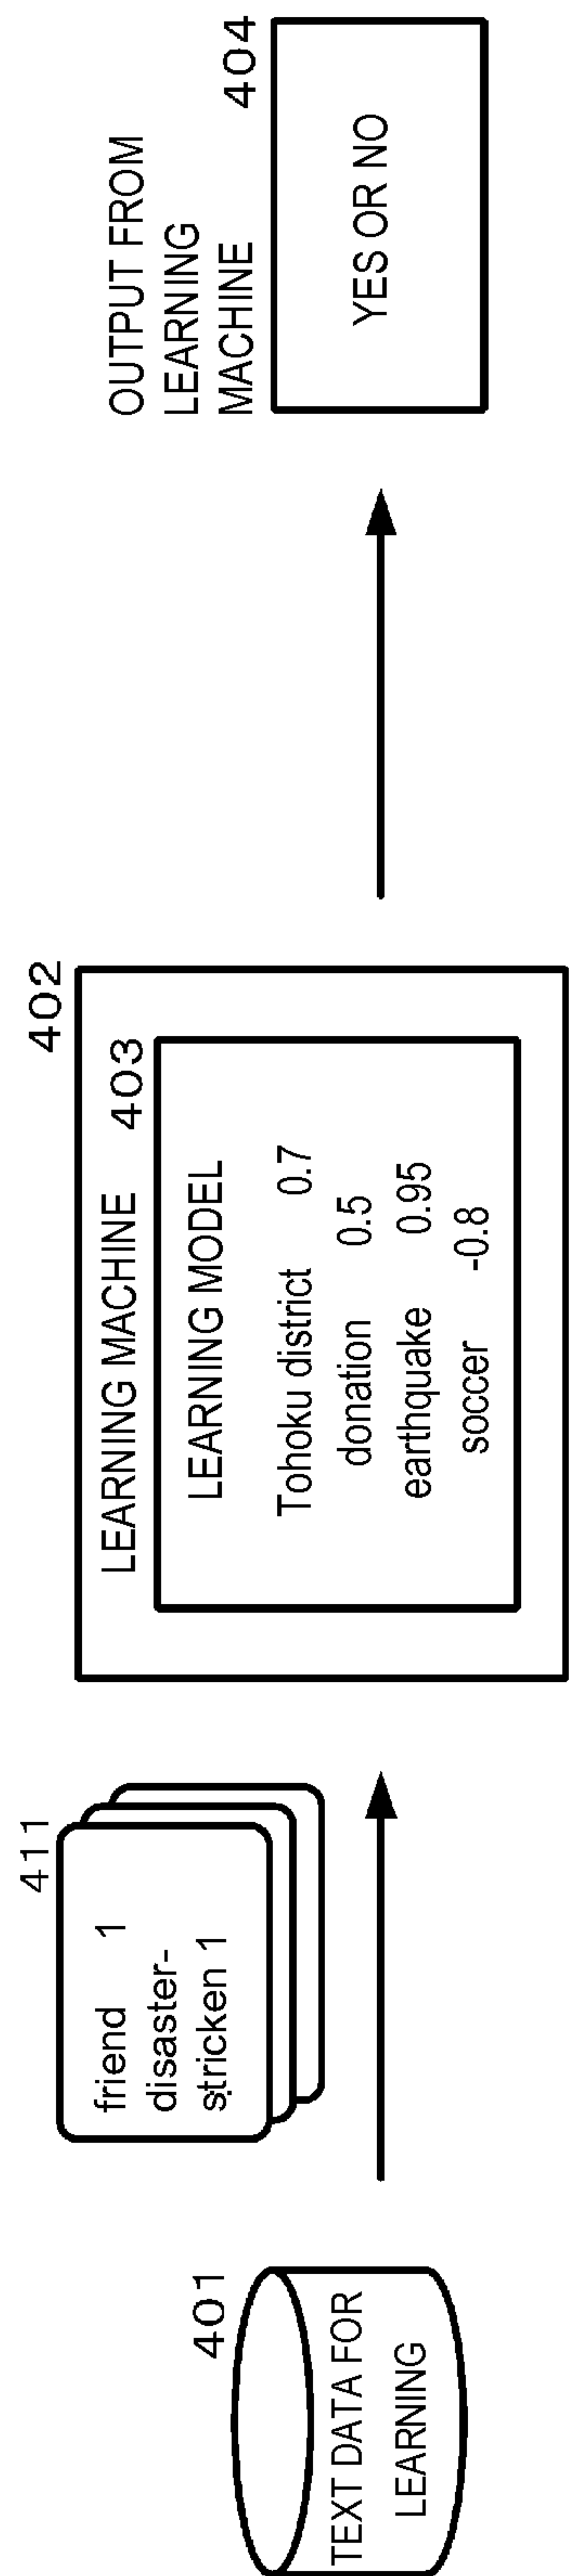 401
TEXT DATA FOR
LEARNING
411
friend 1
disaster-
stricken 1
402
LEARNING MACHINE
403
LEARNING MODEL
Tohoku district 0.7
donation 0.5
earthquake 0.95
soccer -0.8
OUTPUT FROM
LEARNING
MACHINE
404
YES OR NO